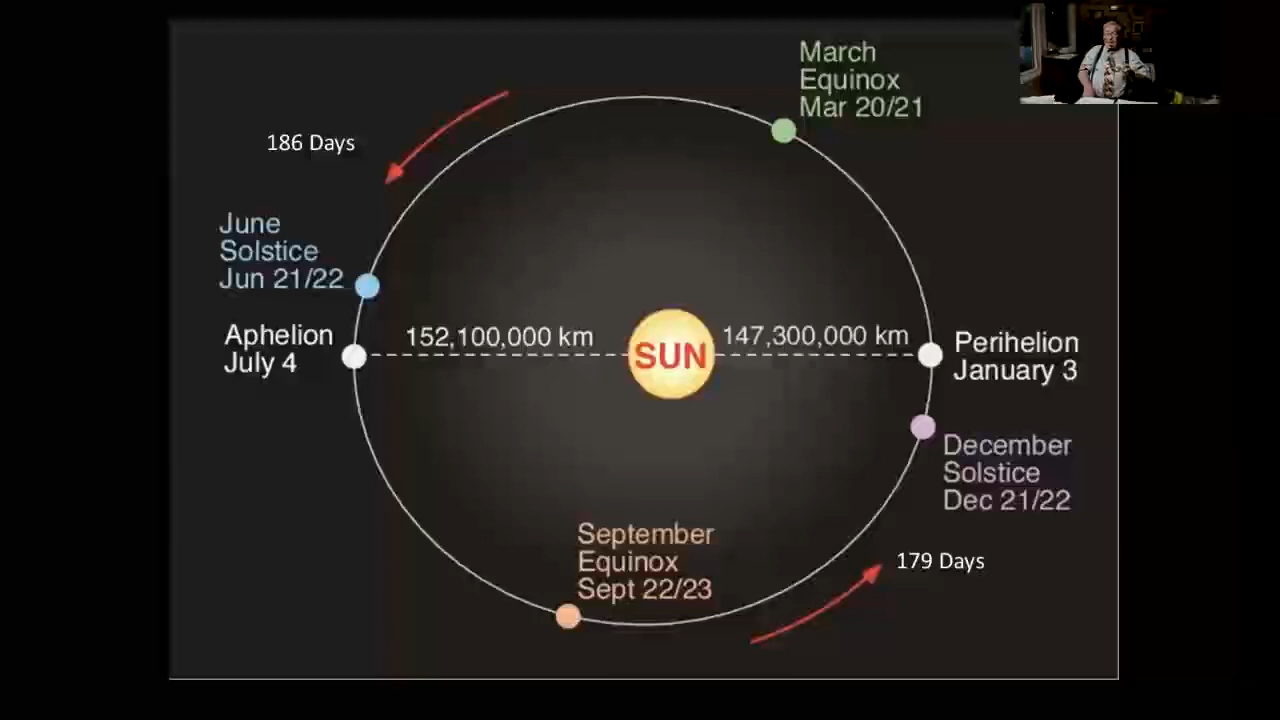 March
Equinox
Mar 20/21
186 Days
June
Solstice
Jun 21/22
Aphelion
July 4
152,100,000 km
SUN
147,300,000 km
Perihelion
January 3
December
Solstice
Dec 21/22
September
Equinox
Sept 22/23
179 Days